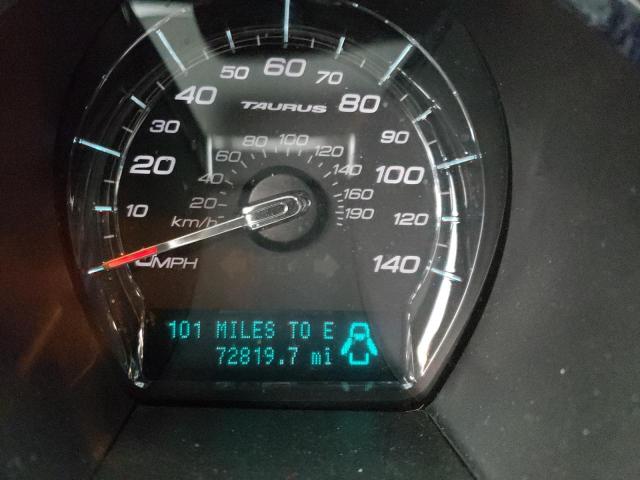 60
50 70
40 TAURUS 80
30 80 100 90
60 120
20 40 140 100
20 160
10 km/h 190 120
0 MPH 140
101 MILES TO E
72819.7 mi